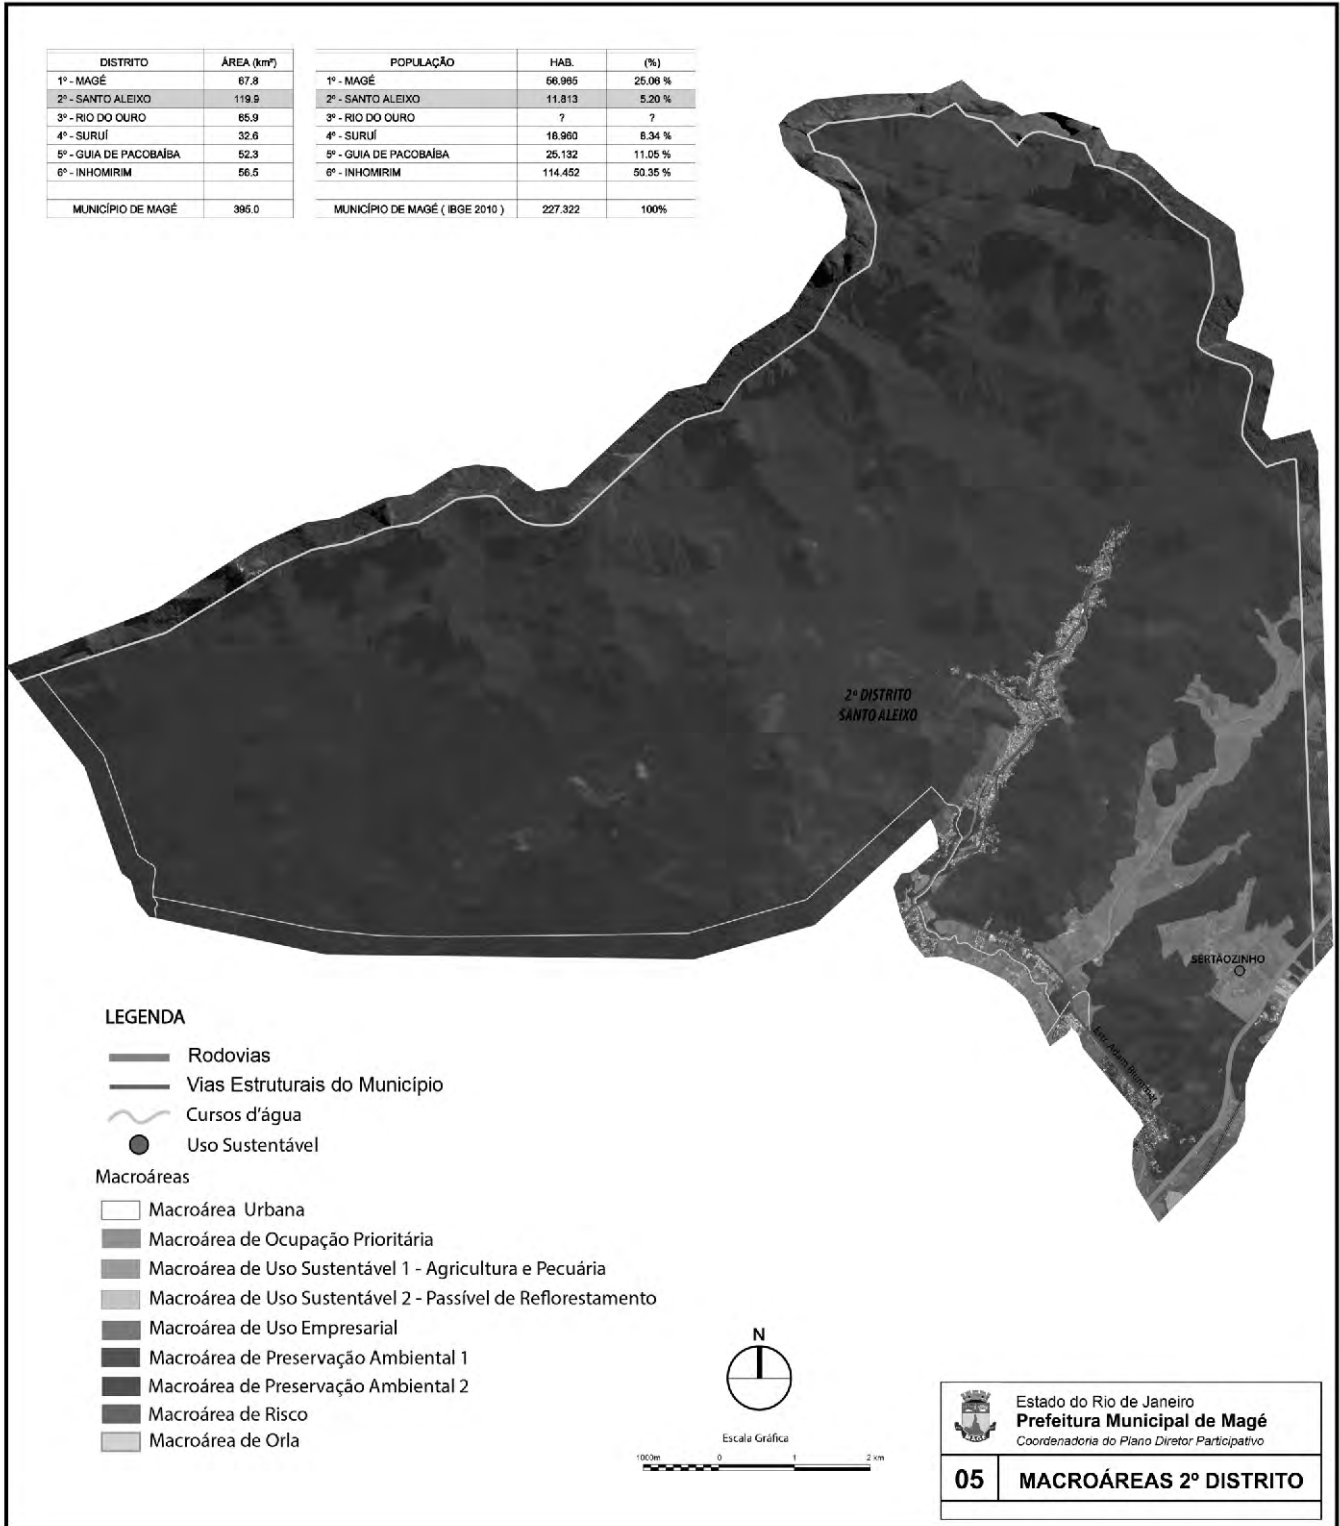 DISTRITO ÁREA (km²)
1º - MAGÉ 67.8
2º - SANTO ALEIXO 119.9
3º - RIO DO OURO 65.9
4º - SURUÍ 32.6
5º - GUIA DE PACOBAÍBA 52.3
6º - INHOMIRIM 56.5
MUNICÍPIO DE MAGÉ 395.0
POPULAÇÃO HAB. (%)
1º - MAGÉ 56.965 25.06 %
2º - SANTO ALEIXO 11.813 5.20 %
3º - RIO DO OURO ? ?
4º - SURUÍ 18.960 8.34 %
5º - GUIA DE PACOBAÍBA 25.132 11.05 %
6º - INHOMIRIM 114.452 50.35 %
MUNICÍPIO DE MAGÉ ( IBGE 2010 ) 227.322 100%
2º DISTRITO
SANTO ALEIXO
SERTÃOZINHO
Estr. Adam
LEGENDA
Rodovias
Vias Estruturais do Município
Cursos d'água
Uso Sustentável
Macroáreas
Macroárea Urbana
Macroárea de Ocupação Prioritária
Macroárea de Uso Sustentável 1 - Agricultura e Pecuária
Macroárea de Uso Sustentável 2 - Passível de Reflorestamento
Macroárea de Uso Empresarial
Macroárea de Preservação Ambiental 1
Macroárea de Preservação Ambiental 2
Macroárea de Risco
Macroárea de Orla
N
Escala Gráfica
1000m 0 1 2 km
Estado do Rio de Janeiro
Prefeitura Municipal de Magé
Coordenadoria do Plano Diretor Participativo
05 MACROÁREAS 2º DISTRITO